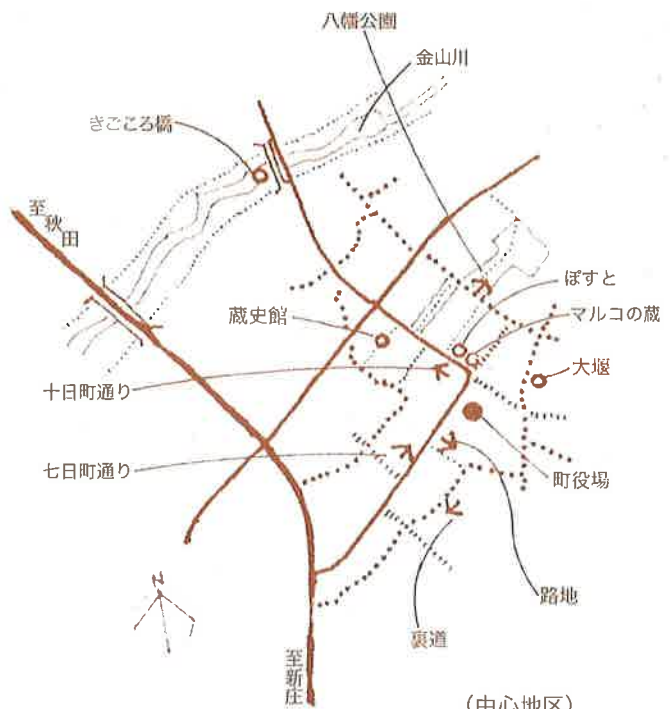 八幡公園
金山川
きごころ橋
至秋田
ぽすと
蔵史館
マルコの蔵
大堰
十日町通り
七日町通り
町役場
路地
裏道
至新庄
N
(中心地区)